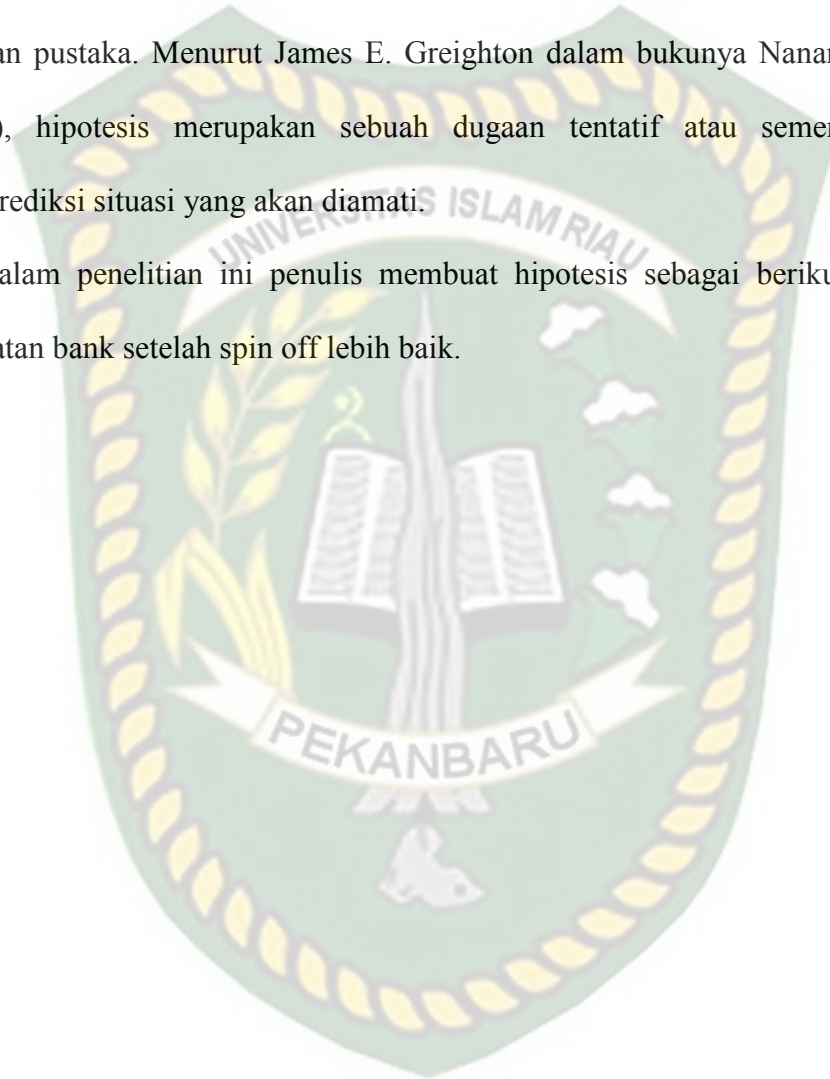 an pustaka. Menurut James E. Greighton dalam bukunya Nanan
), hipotesis merupakan sebuah dugaan tentatif atau semen
rediksi situasi yang akan diamati.
UNIVERSITAS ISLAM RIAU
alam penelitian ini penulis membuat hipotesis sebagai beriku
atan bank setelah spin off lebih baik.
PEKANBARU